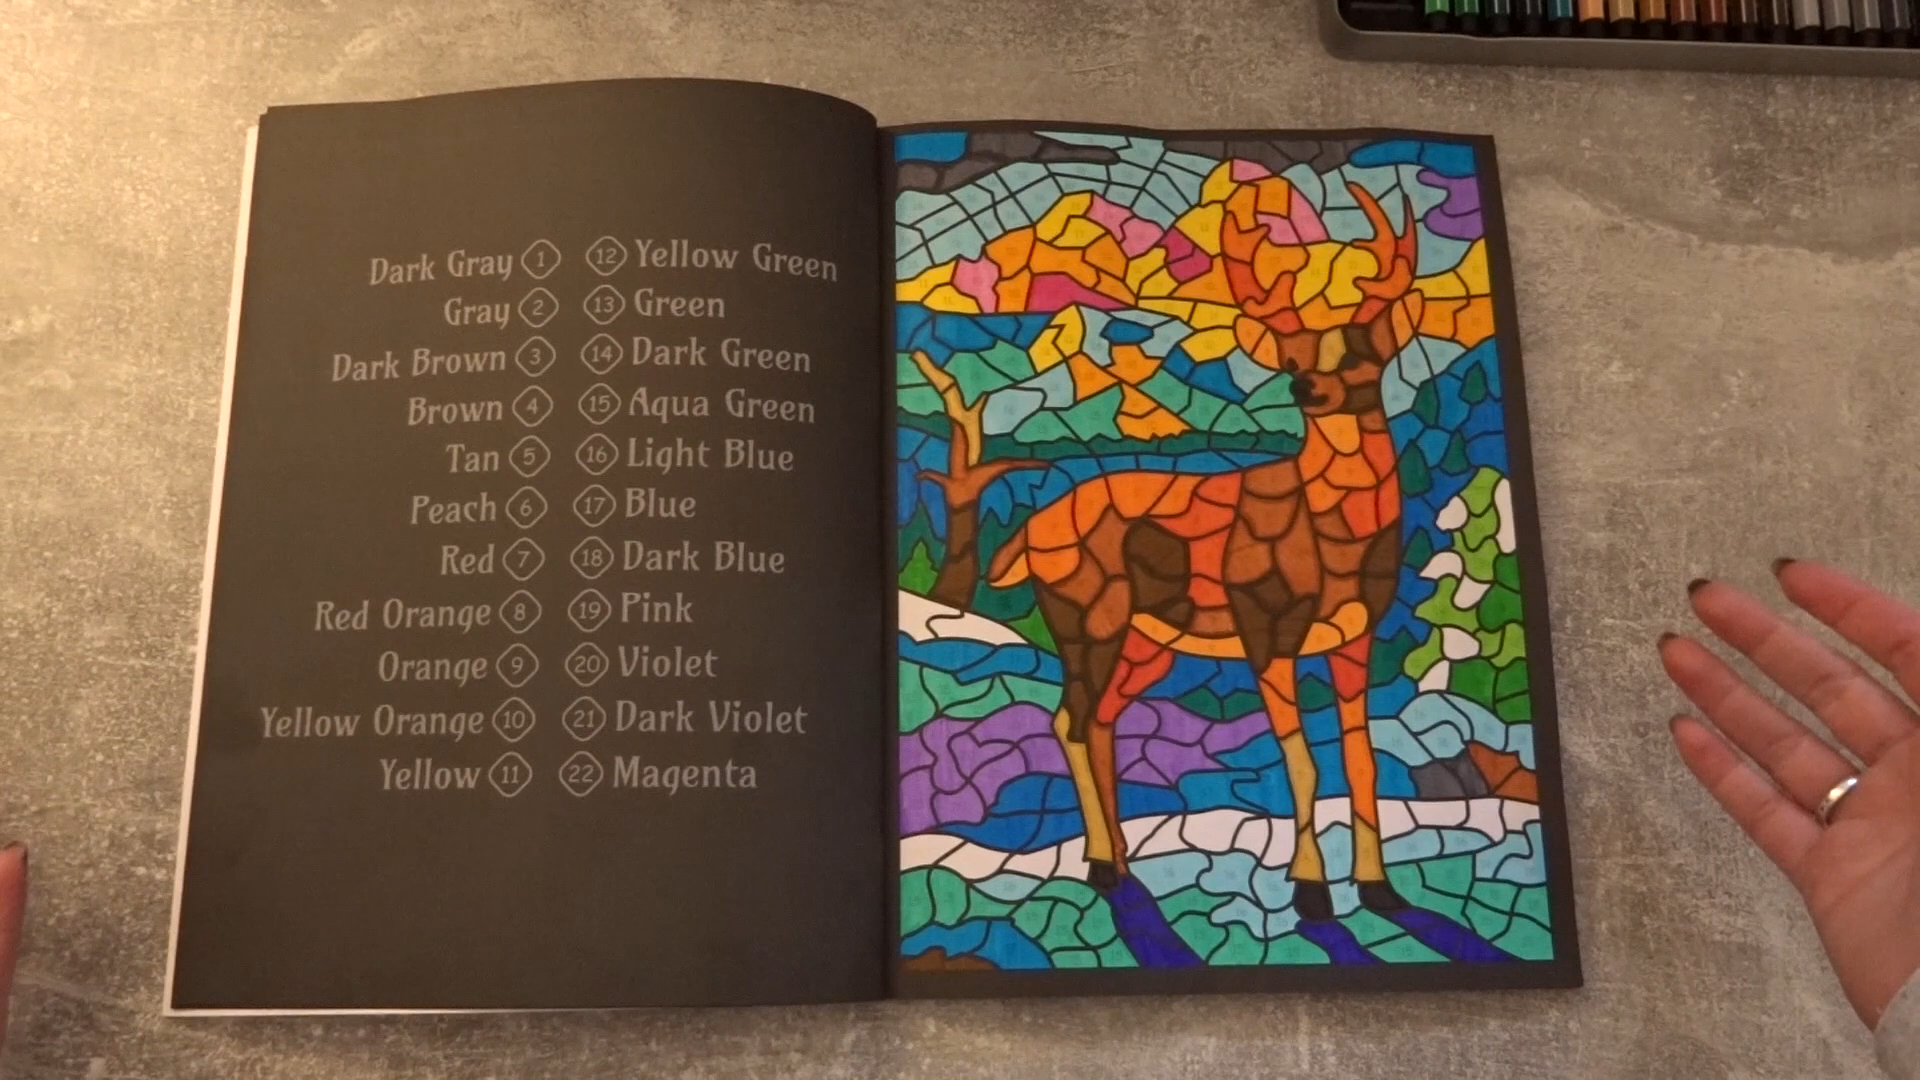 Dark Gray 1 12 Yellow Green
Gray 2 13 Green
Dark Brown 3 14 Dark Green
Brown 4 15 Aqua Green
Tan 5 16 Light Blue
Peach 6 17 Blue
Red 7 18 Dark Blue
Red Orange 8 19 Pink
Orange 9 20 Violet
Yellow Orange 10 21 Dark Violet
Yellow 11 22 Magenta